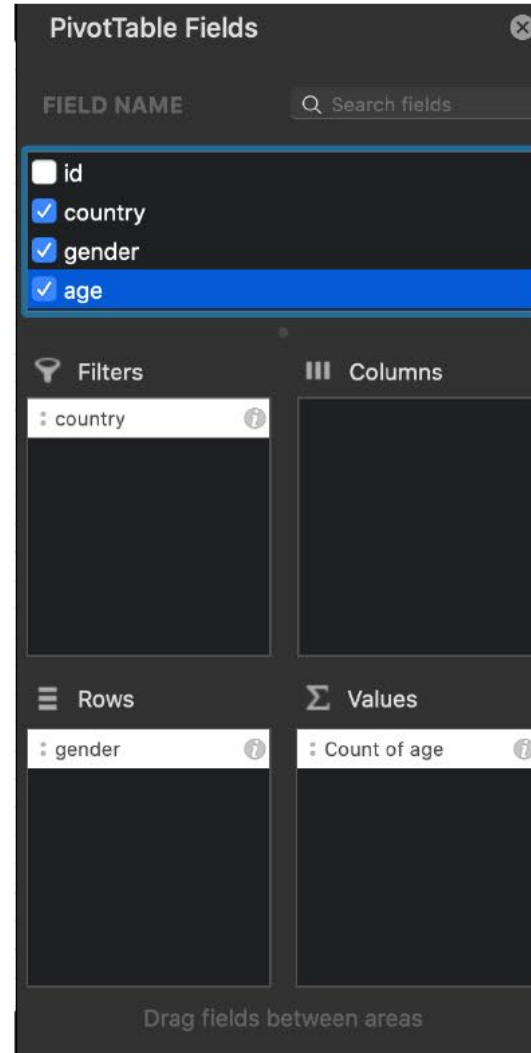 PivotTable Fields
FIELD NAME
Search fields
id
country
gender
age
Filters
Columns
country
Rows
Values
gender
Count of age
Drag fields between areas